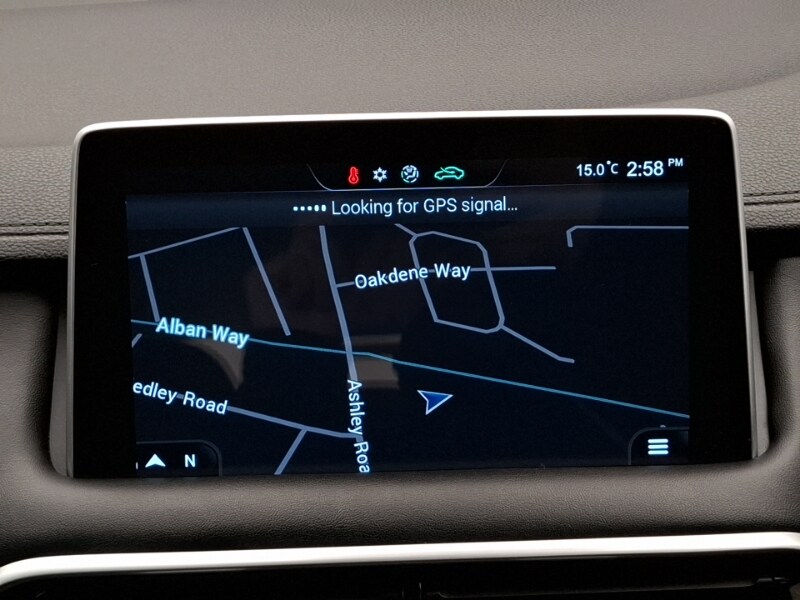 15.0°C 2:58 PM
Looking for GPS signal...
Oakdene Way
Alban Way
edley Road
Ashley Roa
N